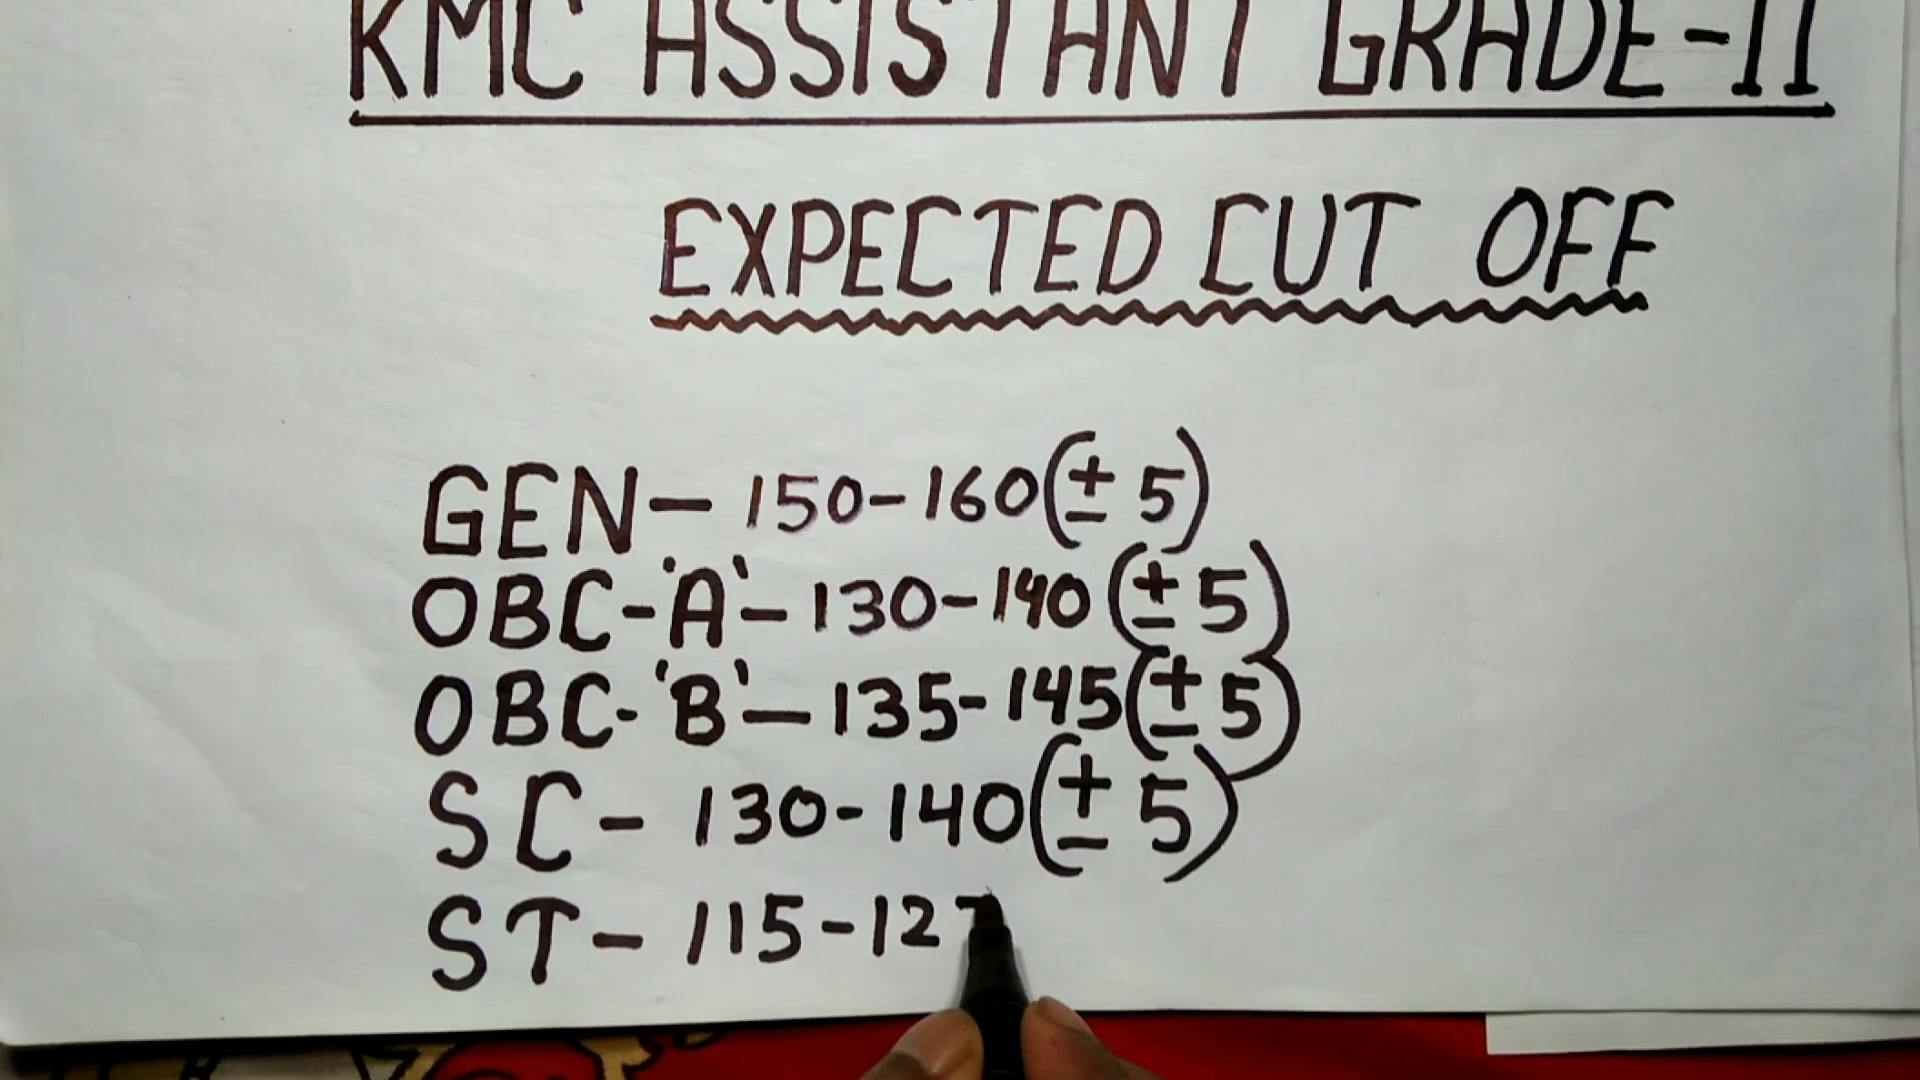 KMC ASSISTANT GRADE-II
EXPECTED CUT OFF
GEN- 150-160(± 5)
OBC-'A'-130-140(± 5)
OBC-'B'-135-145(± 5)
SC- 130-140(± 5)
ST- 115-12